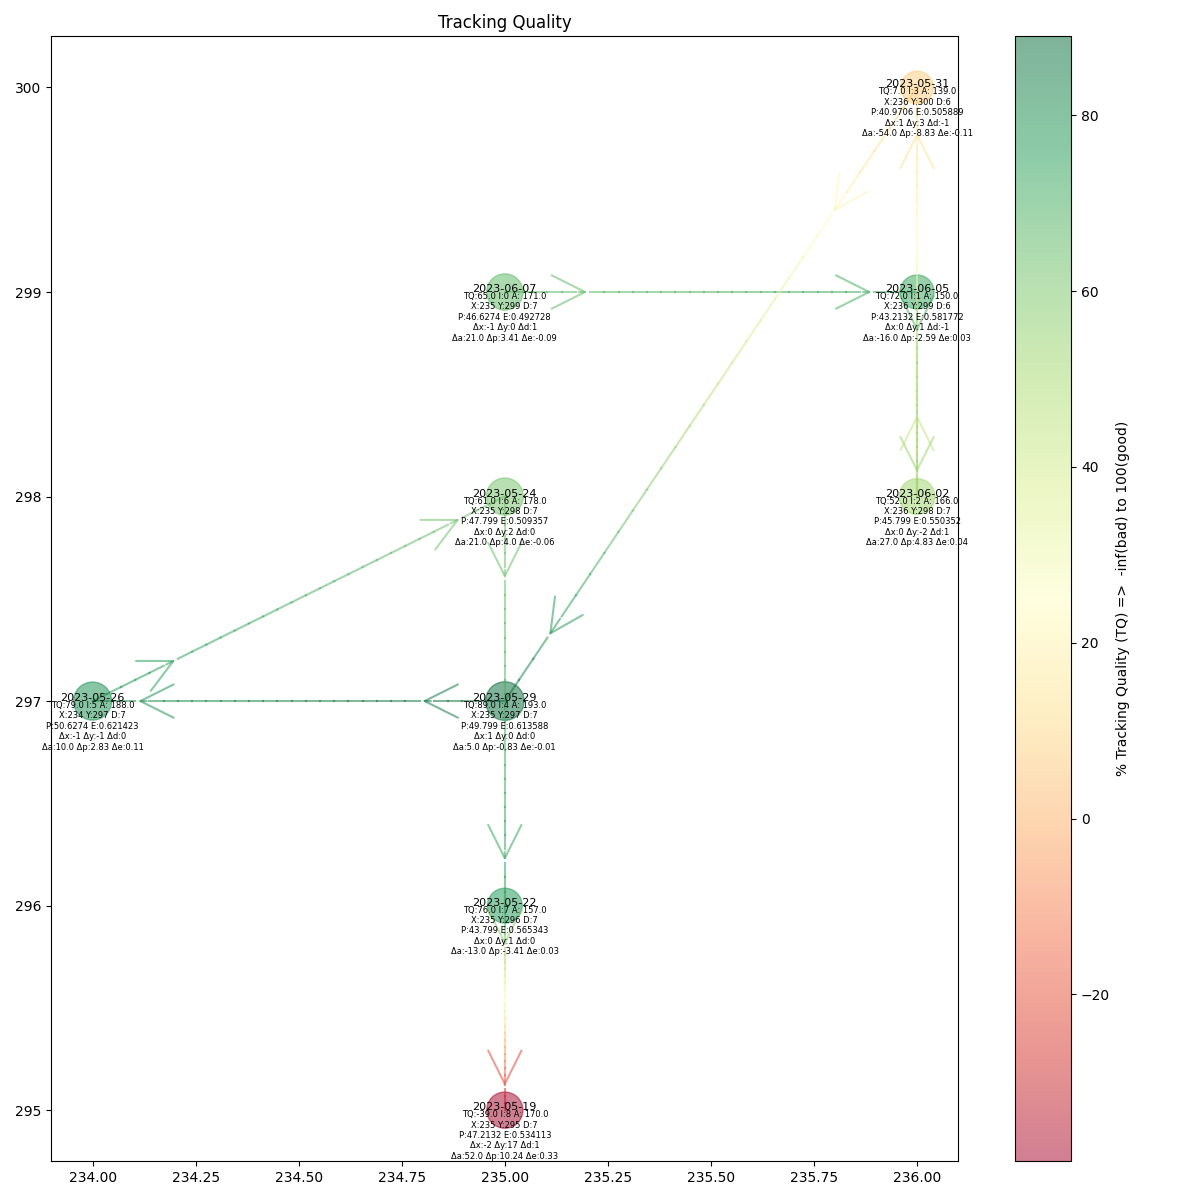 Tracking Quality
300
299
298
297
296
295
234.00
234.25
234.50
234.75
235.00
235.25
235.50
235.75
236.00
2023-05-31
TQ:7.0 I:3 A: 139.0
X:236 Y:300 D:6
P:40.9706 E:0.505889
Δx:1 Δy:3 Δd:-1
Δa:-54.0 Δp:-8.83 Δe:-0.11
2023-06-07
TQ:65.0 I:0 A: 171.0
X:235 Y:299 D:7
P:46.6274 E:0.492728
Δx:-1 Δy:0 Δd:1
Δa:21.0 Δp:3.41 Δe:-0.09
2023-06-05
TQ:72.0 I:1 A: 150.0
X:236 Y:299 D:6
P:43.2132 E:0.581772
Δx:0 Δy:1 Δd:-1
Δa:-16.0 Δp:-2.59 Δe:0.03
2023-05-24
TQ:61.0 I:6 A: 178.0
X:235 Y:298 D:7
P:47.799 E:0.509357
Δx:0 Δy:2 Δd:0
Δa:21.0 Δp:4.0 Δe:-0.06
2023-06-02
TQ:52.0 I:2 A: 166.0
X:236 Y:298 D:7
P:45.799 E:0.550352
Δx:0 Δy:-2 Δd:1
Δa:27.0 Δp:4.83 Δe:0.04
2023-05-26
TQ:79.0 I:5 A: 188.0
X:234 Y:297 D:7
P:50.6274 E:0.621423
Δx:-1 Δy:-1 Δd:0
Δa:10.0 Δp:2.83 Δe:0.11
2023-05-29
TQ:89.0 I:4 A: 193.0
X:235 Y:297 D:7
P:49.799 E:0.613588
Δx:1 Δy:0 Δd:0
Δa:5.0 Δp:-0.83 Δe:-0.01
2023-05-22
TQ:76.0 I:7 A: 157.0
X:235 Y:296 D:7
P:43.799 E:0.565343
Δx:0 Δy:1 Δd:0
Δa:-13.0 Δp:-3.41 Δe:0.03
2023-05-19
TQ:-39.0 I:8 A: 170.0
X:235 Y:295 D:7
P:47.2132 E:0.534113
Δx:-2 Δy:17 Δd:1
Δa:52.0 Δp:10.24 Δe:0.33
80
60
40
20
0
−20
% Tracking Quality (TQ) => -inf(bad) to 100(good)